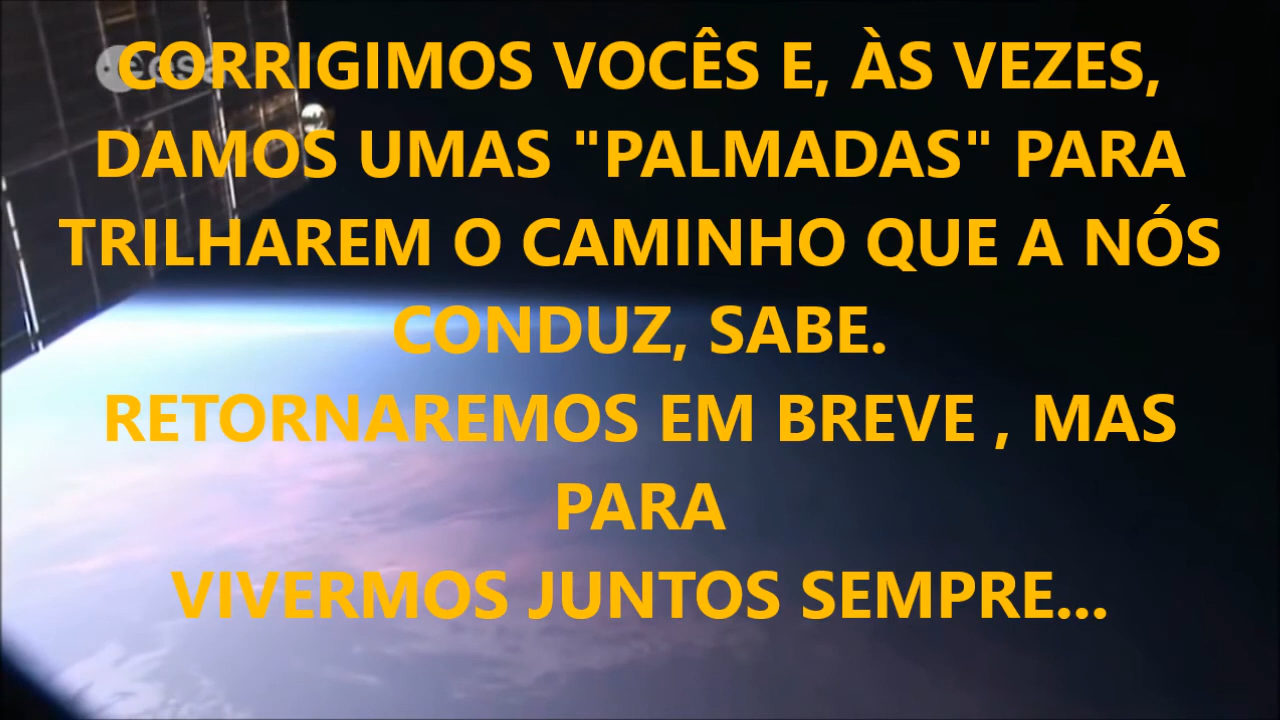 CORRIGIMOS VOCÊS E, ÀS VEZES,
DAMOS UMAS "PALMADAS" PARA
TRILHAREM O CAMINHO QUE A NÓS
CONDUZ, SABE.
RETORNAREMOS EM BREVE , MAS
PARA
VIVERMOS JUNTOS SEMPRE...
esa